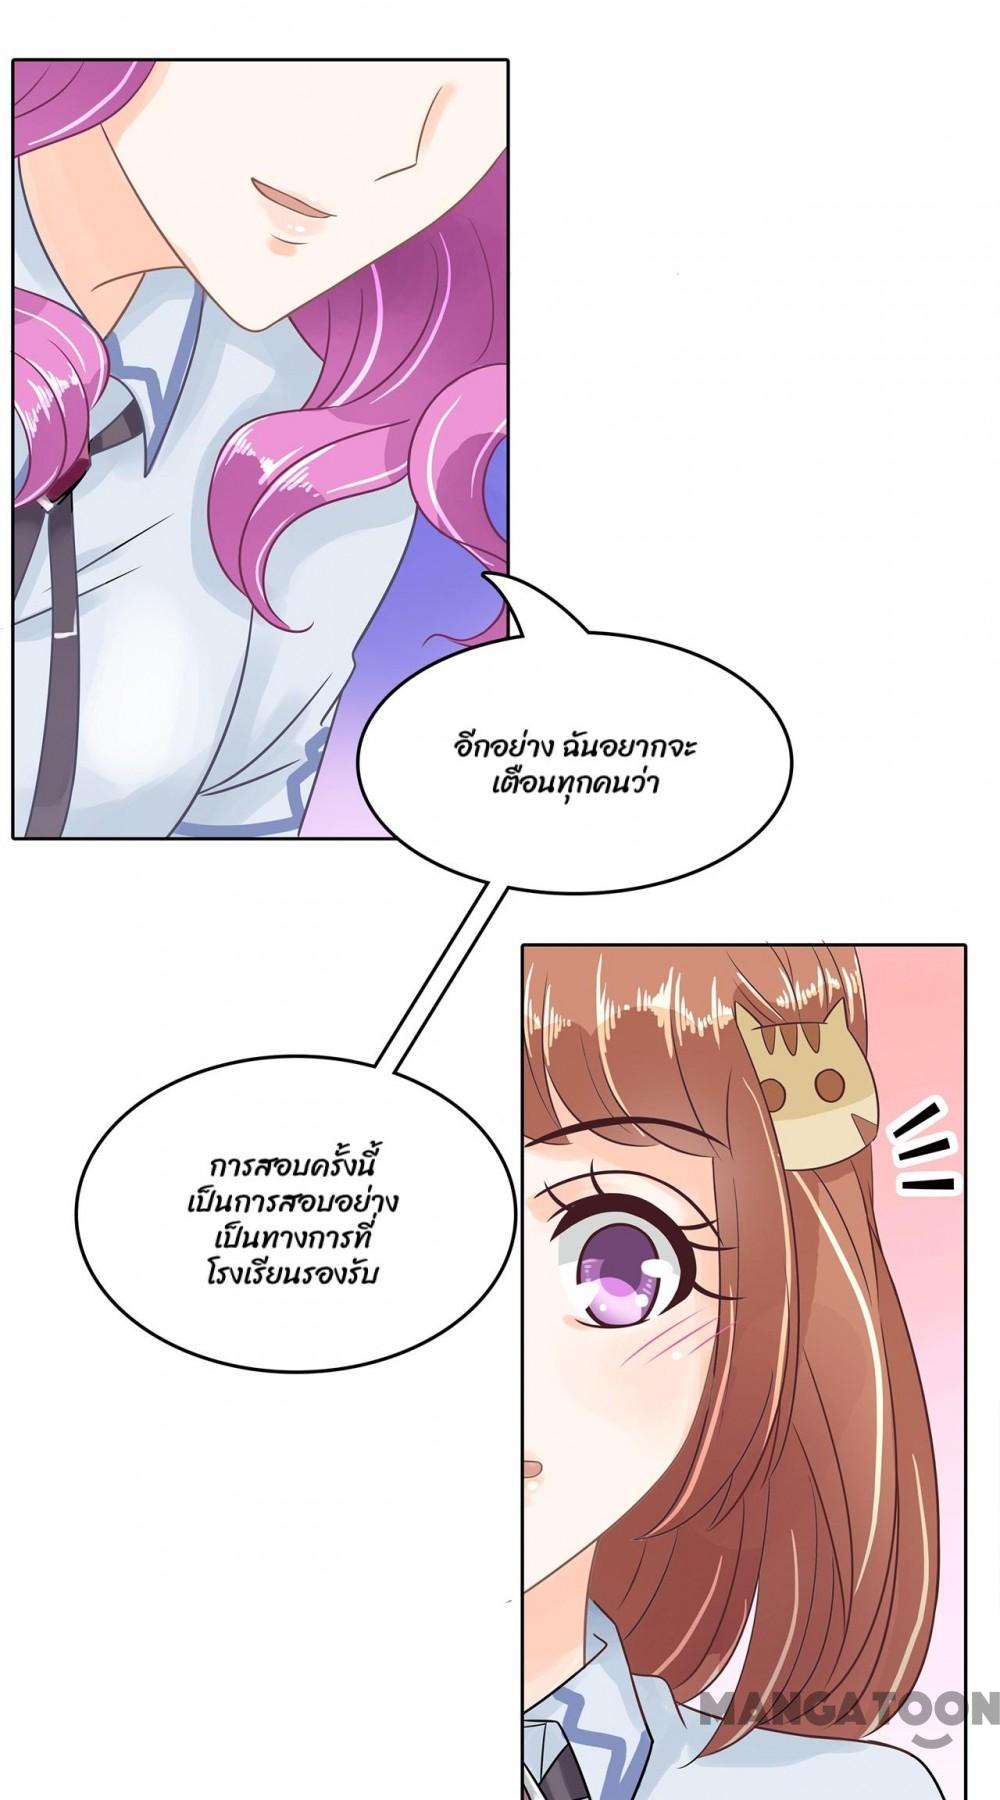 อีกอย่าง ฉันอยากจะ
เตือนทุกคนว่า
การสอบครั้งนี้
เป็นการสอบอย่าง
เป็นทางการที่
โรงเรียนรองรับ
MANGATOON